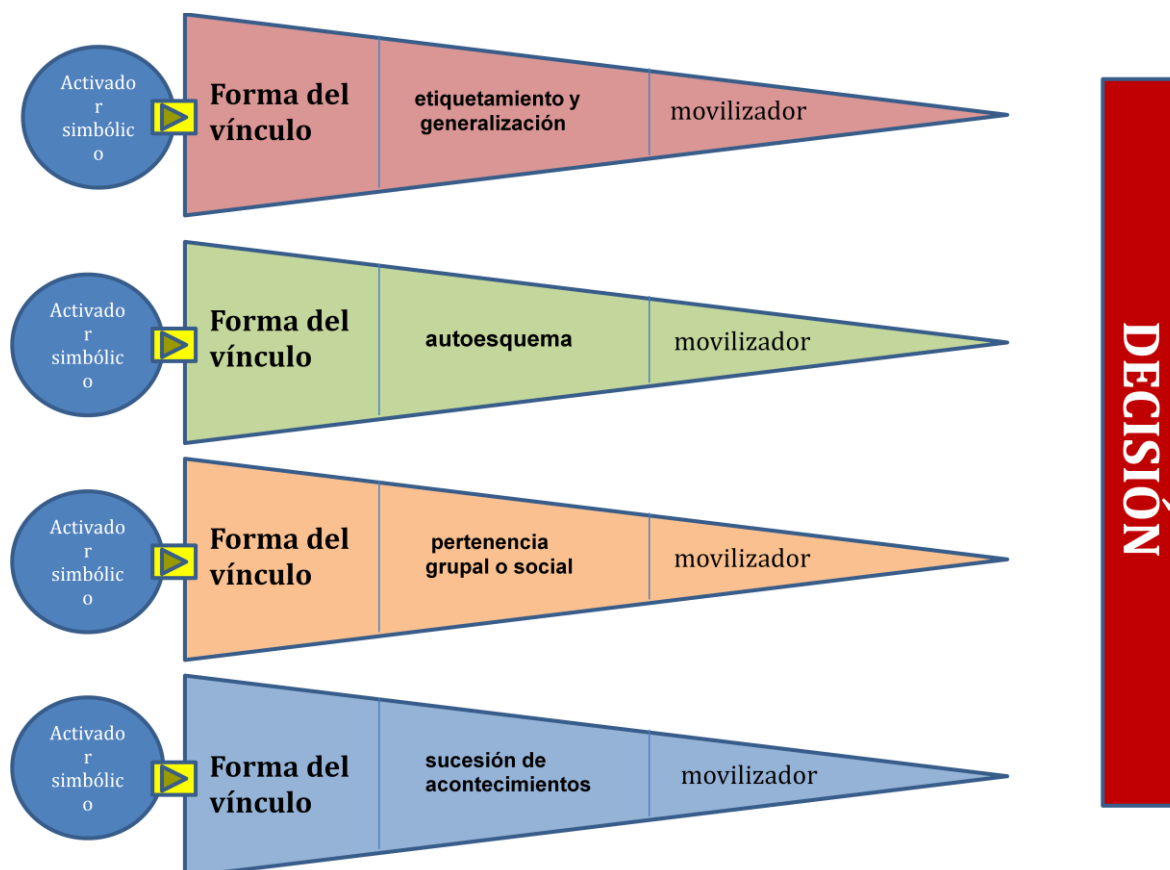 Activado
r
simbólic
o
Forma del
vínculo
etiquetamiento y
generalización
movilizador
Activado
r
simbólic
o
Forma del
vínculo
autoesquema
movilizador
Activado
r
simbólic
o
Forma del
vínculo
pertenencia
grupal o social
movilizador
Activado
r
simbólic
o
Forma del
vínculo
sucesión de
acontecimientos
movilizador
DECISIÓN